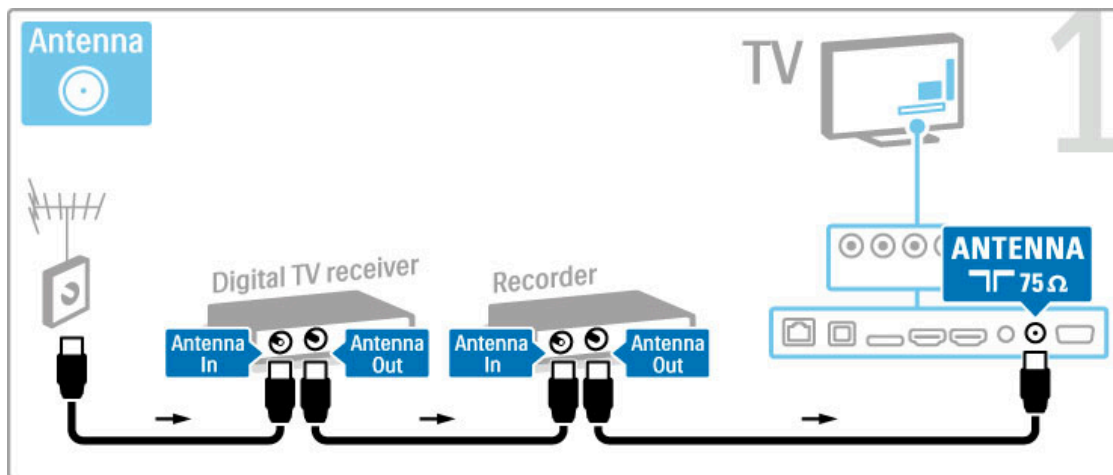 Antenna
TV
1
Digital TV receiver
Recorder
ANTENNA
75 Ω
Antenna
In
Antenna
Out
Antenna
In
Antenna
Out